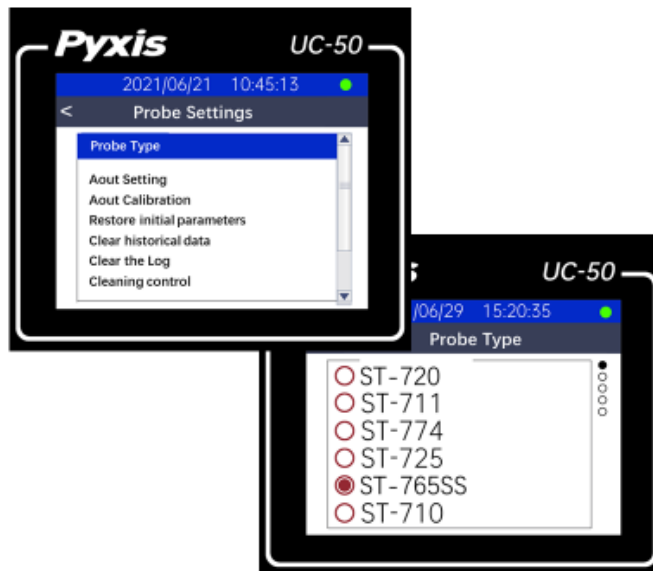 Pyxis UC-50
2021/06/21 10:45:13
< Probe Settings
Probe Type
Aout Setting
Aout Calibration
Restore initial parameters
Clear historical data
Clear the Log
Cleaning control
UC-50
/06/29 15:20:35
Probe Type
ST-720
ST-711
ST-774
ST-725
ST-765SS
ST-710